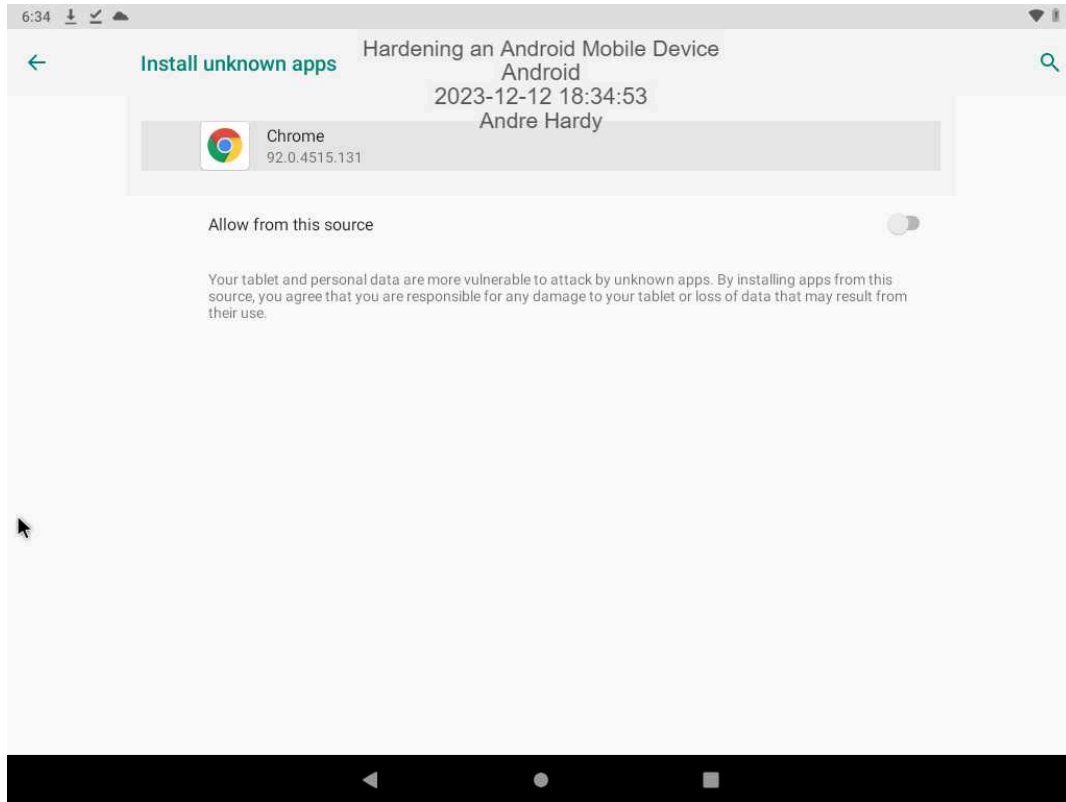 6:34
Install unknown apps
Hardening an Android Mobile Device
Android
2023-12-12 18:34:53
Andre Hardy
Chrome
92.0.4515.131
Allow from this source
Your tablet and personal data are more vulnerable to attack by unknown apps. By installing apps from this
source, you agree that you are responsible for any damage to your tablet or loss of data that may result from
their use.